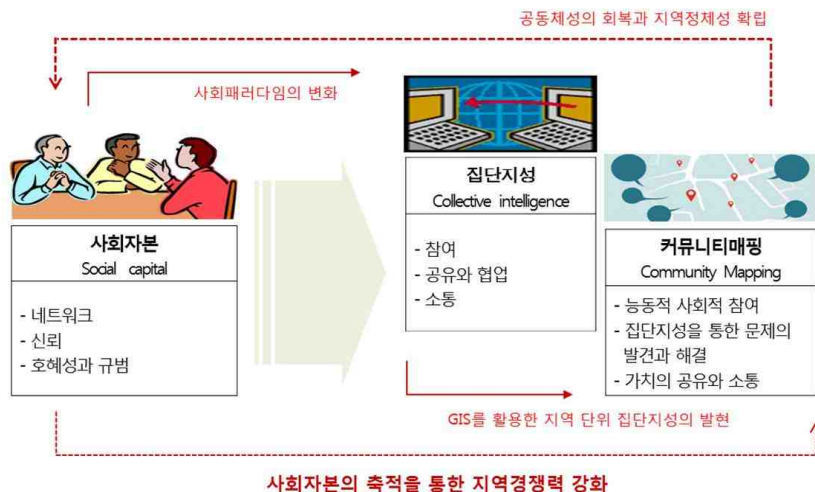 공동체성의 회복과 지역정체성 확립
사회패러다임의 변화
사회자본
Social capital
- 네트워크
- 신뢰
- 호혜성과 규범
집단지성
Collective intelligence
- 참여
- 공유와 협업
- 소통
커뮤니티매핑
Community Mapping
- 능동적 사회적 참여
- 집단지성을 통한 문제의
발견과 해결
- 가치의 공유와 소통
GIS를 활용한 지역 단위 집단지성의 발현
사회자본의 축적을 통한 지역경쟁력 강화